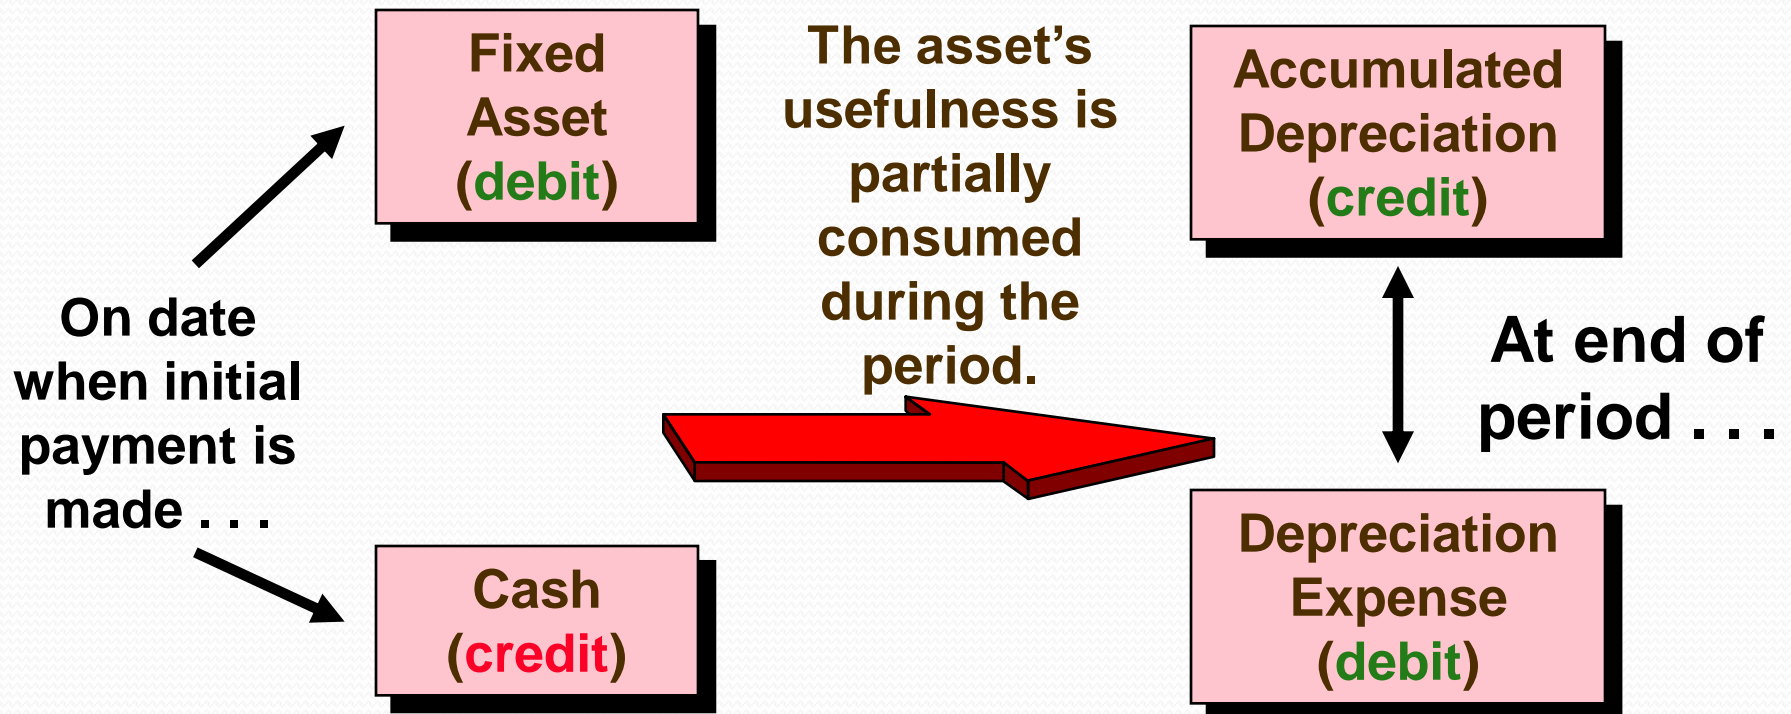 On date
when initial
payment is
made . . .
Fixed
Asset
(debit)
Cash
(credit)
The asset’s
usefulness is
partially
consumed
during the
period.
Accumulated
Depreciation
(credit)
At end of
period . . .
Depreciation
Expense
(debit)